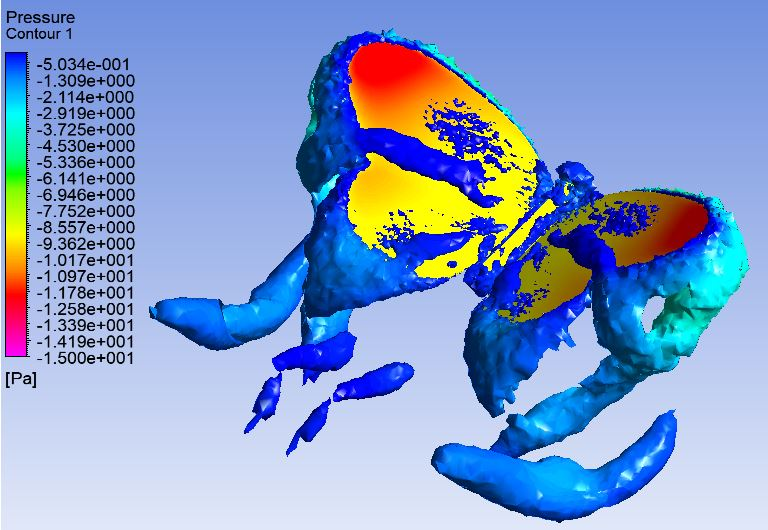 Pressure
Contour 1
-5.034e-001
-1.309e+000
-2.114e+000
-2.919e+000
-3.725e+000
-4.530e+000
-5.336e+000
-6.141e+000
-6.946e+000
-7.752e+000
-8.557e+000
-9.362e+000
-1.017e+001
-1.097e+001
-1.178e+001
-1.258e+001
-1.339e+001
-1.419e+001
-1.500e+001
[Pa]